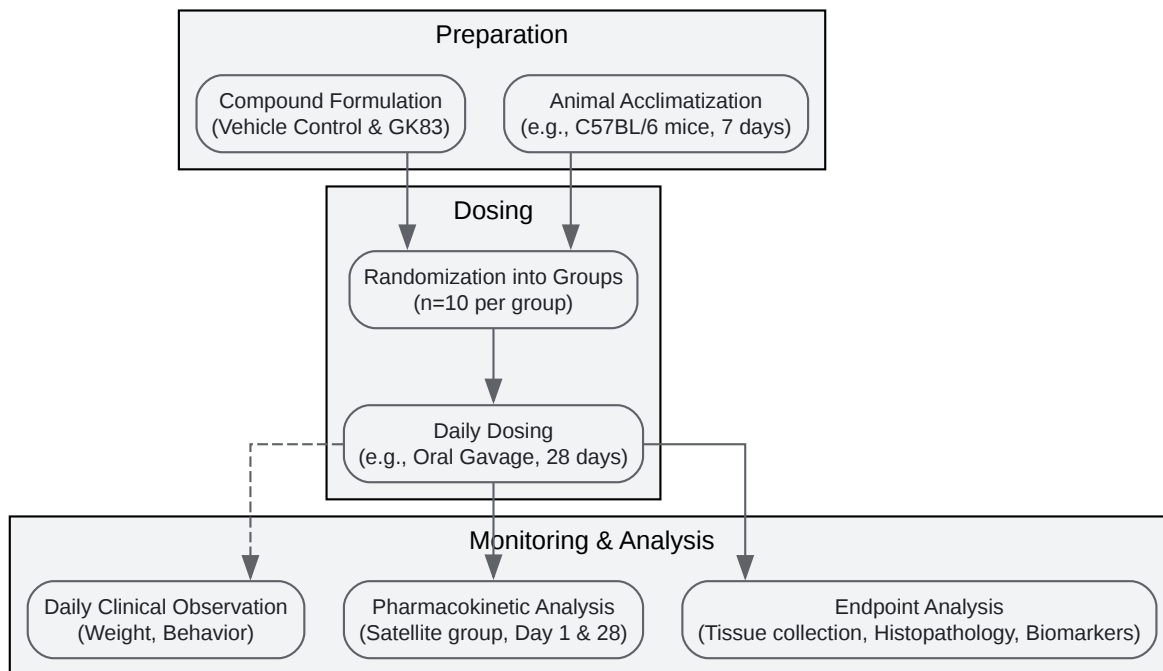 Preparation
Compound Formulation
(Vehicle Control & GK83)
Animal Acclimatization
(e.g., C57BL/6 mice, 7 days)
Dosing
Randomization into Groups
(n=10 per group)
Daily Dosing
(e.g., Oral Gavage, 28 days)
Monitoring & Analysis
Daily Clinical Observation
(Weight, Behavior)
Pharmacokinetic Analysis
(Satellite group, Day 1 & 28)
Endpoint Analysis
(Tissue collection, Histopathology, Biomarkers)